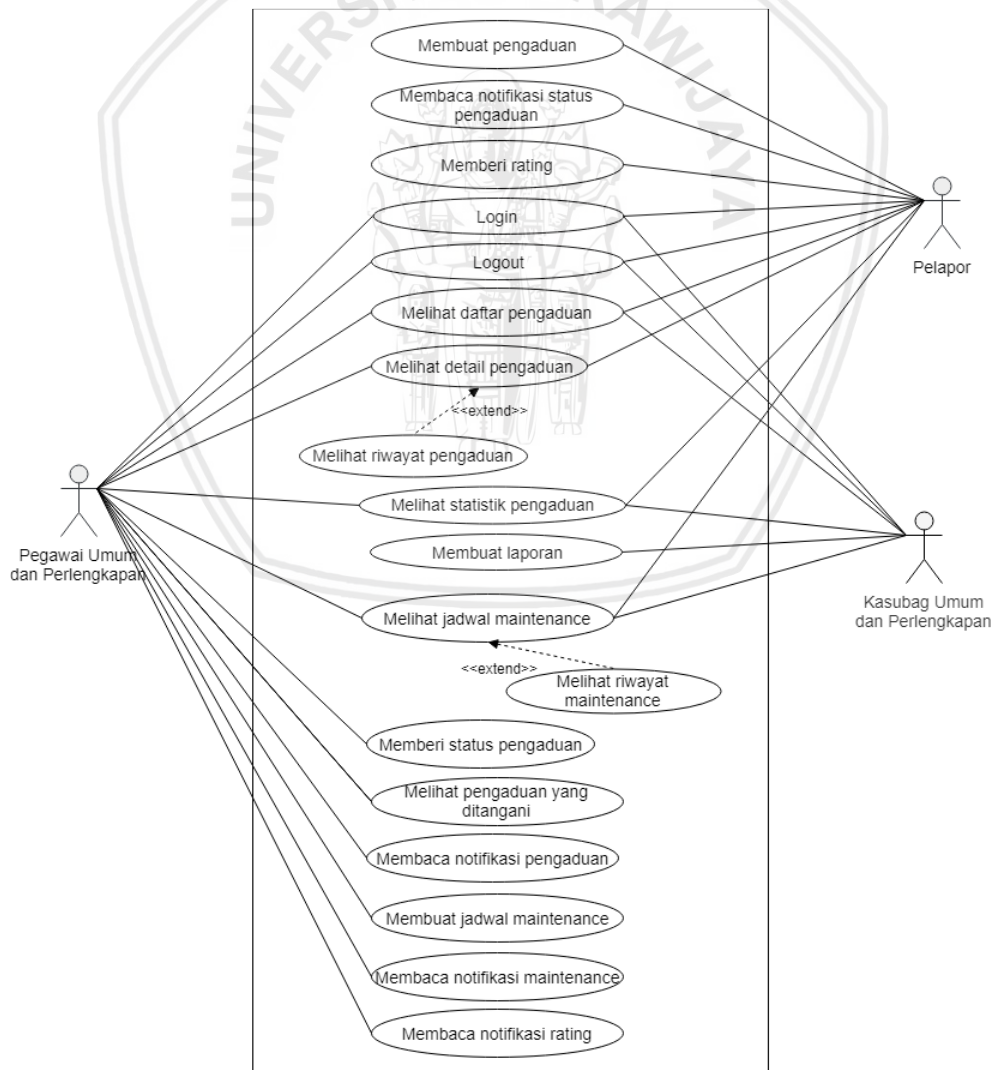 UNIVERSITAS BRAWIJAYA
Membuat pengaduan
Membaca notifikasi status
pengaduan
Memberi rating
Login
Logout
Pelapor
Melihat daftar pengaduan
Melihat detail pengaduan
<<extend>>
Melihat riwayat pengaduan
Melihat statistik pengaduan
Membuat laporan
Pegawai Umum
dan Perlengkapan
Kasubag Umum
dan Perlengkapan
Melihat jadwal maintenance
<<extend>>
Melihat riwayat
maintenance
Memberi status pengaduan
Melihat pengaduan yang
ditangani
Membaca notifikasi pengaduan
Membuat jadwal maintenance
Membaca notifikasi maintenance
Membaca notifikasi rating